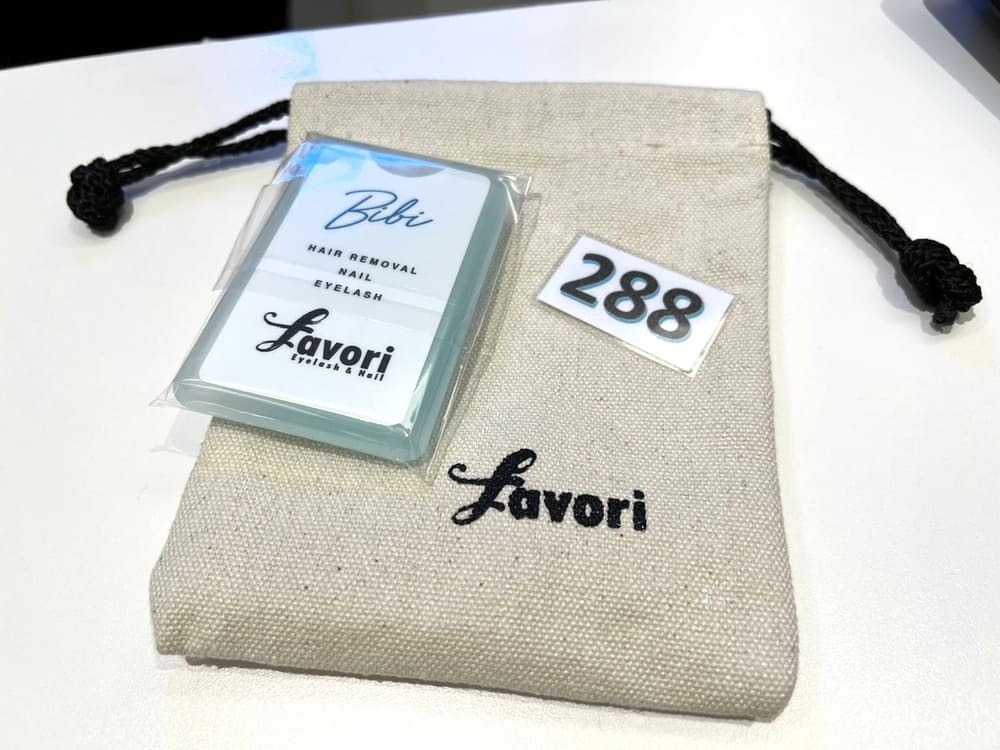 Bibi
HAIR REMOVAL
NAIL
EYELASH
Favori
Eyelash & Nail
288
Favori